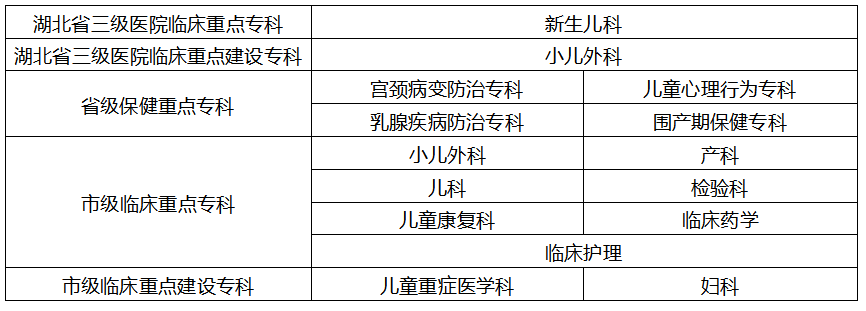 湖北省三级医院临床重点专科 新生儿科
湖北省三级医院临床重点建设专科 小儿外科
省级保健重点专科 宫颈病变防治专科 儿童心理行为专科
乳腺疾病防治专科 围产期保健专科
市级临床重点专科 小儿外科 产科
儿科 检验科
儿童康复科 临床药学
临床护理
市级临床重点建设专科 儿童重症医学科 妇科